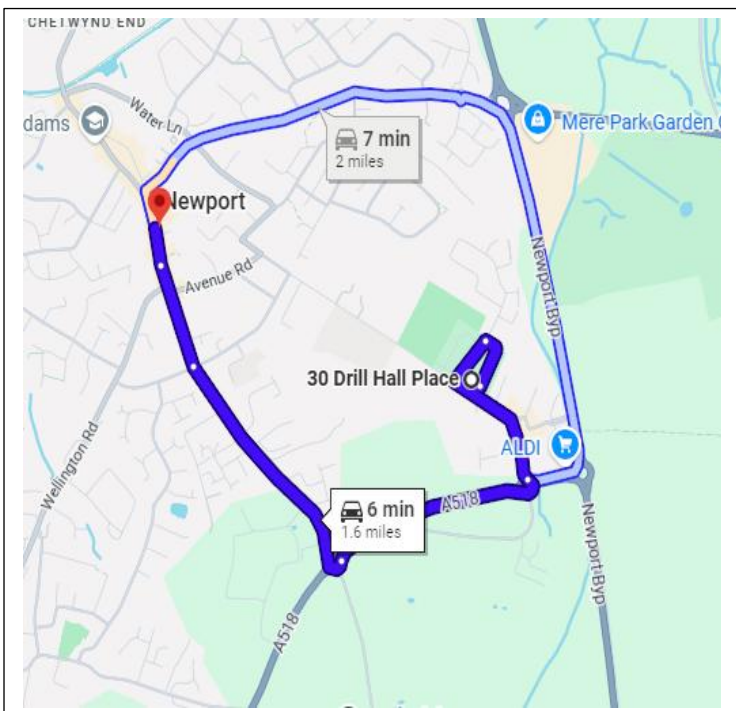 CHETWYND END
Water Ln
dams
7 min
2 miles
Mere Park Garden C
Newport
Avenue Rd
Newport Byp
30 Drill Hall Place
Wellington Rd
ALDI
6 min
1.6 miles
A518
Newport Byp
A518